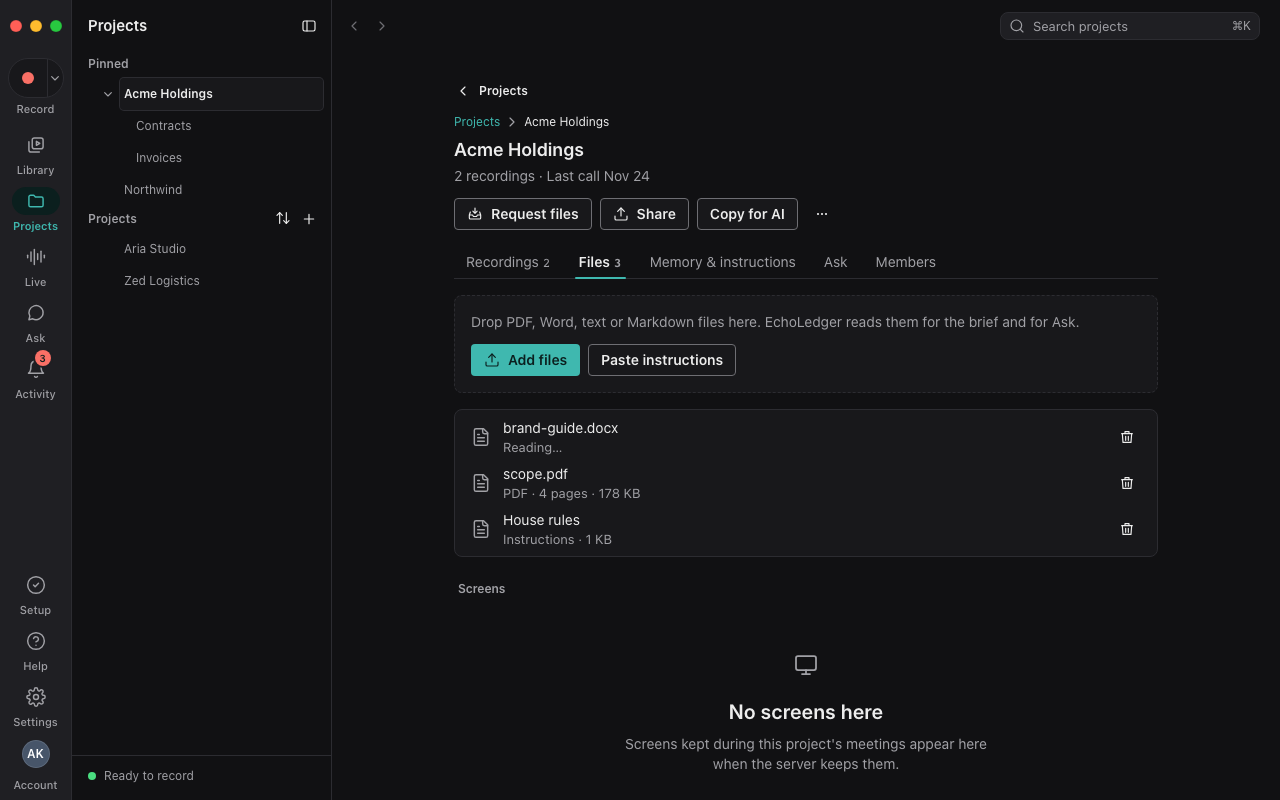 Projects
Search projects
⌘K
Record
Library
Projects
Live
Ask
3
Activity
Setup
Help
Settings
AK
Account
Pinned
Acme Holdings
Contracts
Invoices
Northwind
Projects
Aria Studio
Zed Logistics
Ready to record
Projects
Projects Acme Holdings
Acme Holdings
2 recordings · Last call Nov 24
Request files Share Copy for AI ···
Recordings 2 Files 3 Memory & instructions Ask Members
Drop PDF, Word, text or Markdown files here. EchoLedger reads them for the brief and for Ask.
Add files Paste instructions
brand-guide.docx
Reading…
scope.pdf
PDF · 4 pages · 178 KB
House rules
Instructions · 1 KB
Screens
No screens here
Screens kept during this project's meetings appear here
when the server keeps them.